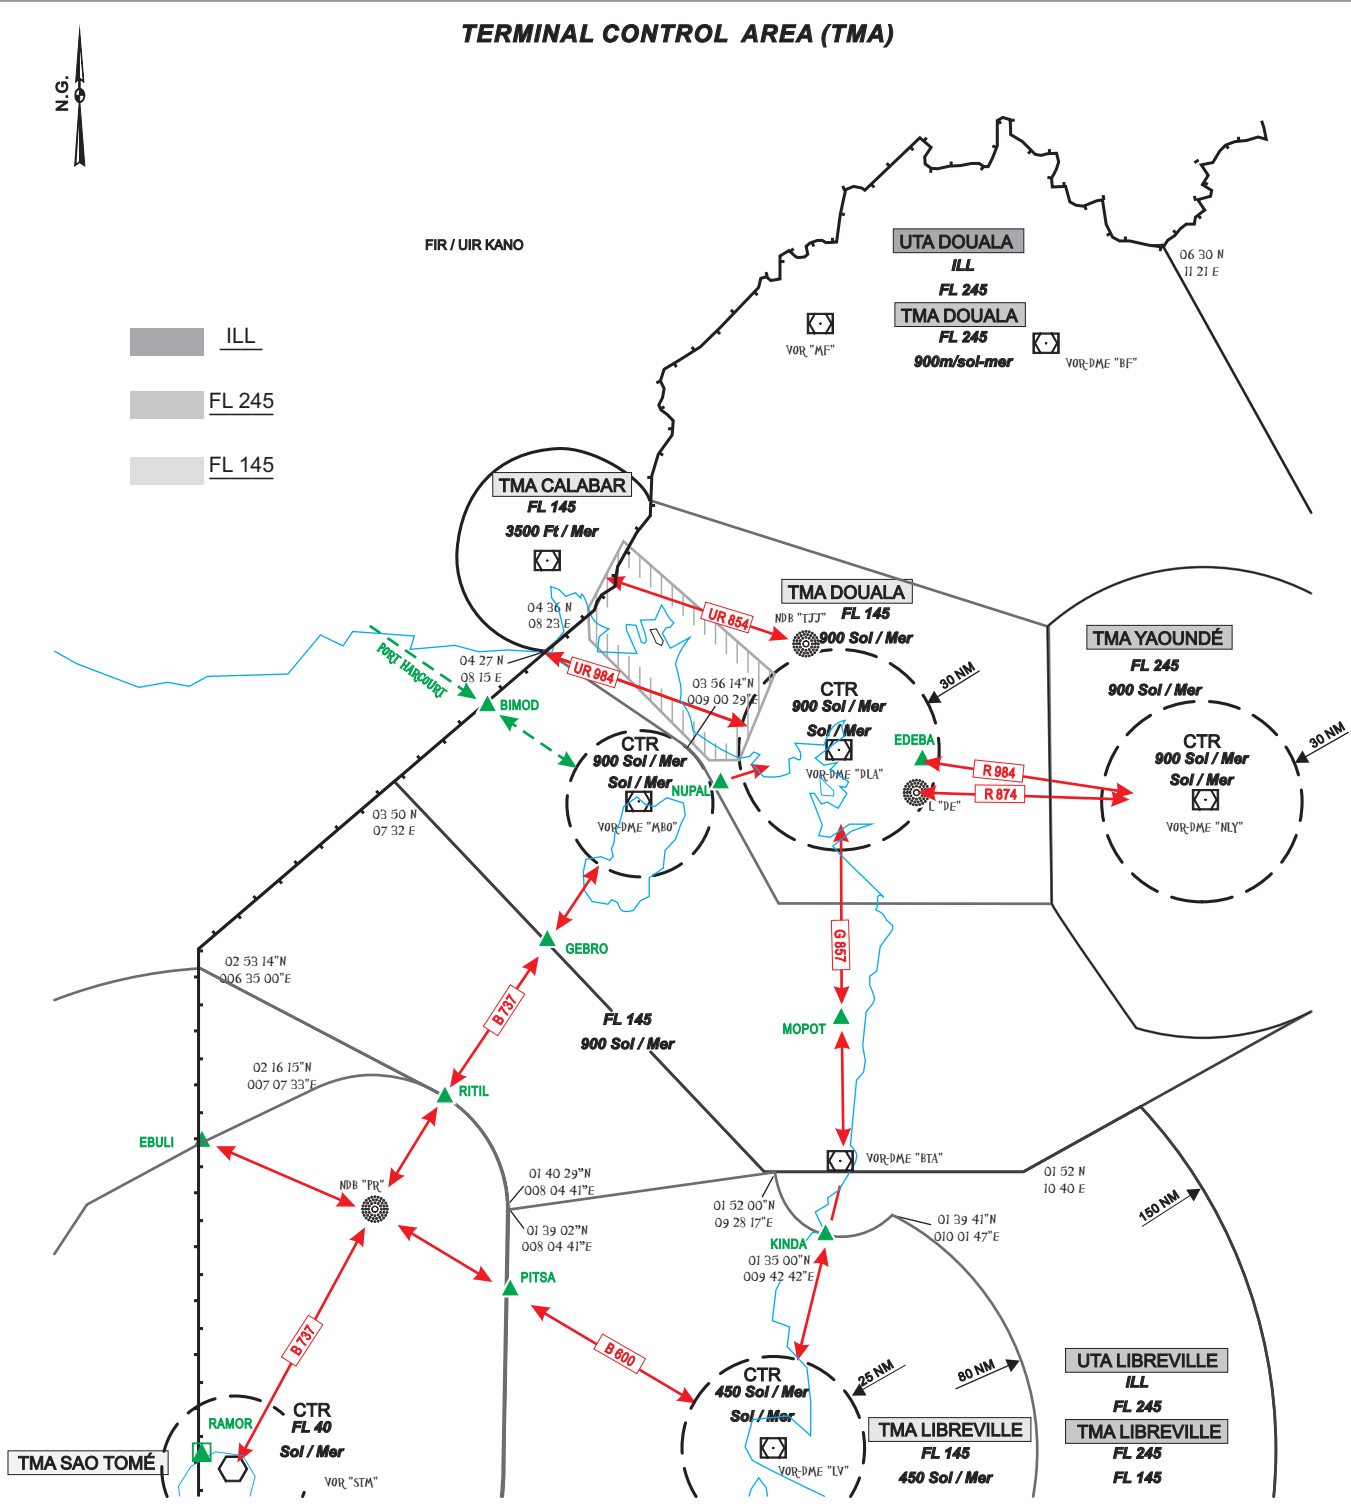 TERMINAL CONTROL AREA (TMA)
N.G.
FIR / UIR KANO
UTA DOUALA
ILL
FL 245
TMA DOUALA
FL 245
900m/sol-mer
VOR "MF"
VOR-DME "BF"
06 30 N
11 21 E
ILL
FL 245
FL 145
TMA CALABAR
FL 145
3500 Ft / Mer
04 36 N
08 23 E
04 27 N
08 15 E
PORT HARCOURT
BIMOD
UR 854
UR 984
NDB "TJJ"
TMA DOUALA
FL 145
900 Sol / Mer
03 56 14"N
009 00 29"E
30 NM
CTR
900 Sol / Mer
Sol / Mer
VOR-DME "DLA"
EDEBA
L "DE"
R 984
R 874
TMA YAOUNDÉ
FL 245
900 Sol / Mer
30 NM
CTR
900 Sol / Mer
Sol / Mer
VOR-DME "NLY"
CTR
900 Sol / Mer
Sol / Mer
VOR-DME "MBO"
NUPAL
03 50 N
07 32 E
GEBRO
G 857
02 53 14"N
006 35 00"E
B 737
FL 145
900 Sol / Mer
MOPOT
02 16 15"N
007 07 33"E
RITIL
EBULI
NDB "PR"
VOR-DME "BTA"
01 40 29"N
008 04 41"E
01 39 02"N
008 04 41"E
01 52 00"N
09 28 17"E
01 52 N
10 40 E
150 NM
01 39 41"N
010 01 47"E
KINDA
01 35 00"N
009 42 42"E
PITSA
B 737
B 600
25 NM
80 NM
CTR
450 Sol / Mer
Sol / Mer
VOR-DME "LV"
UTA LIBREVILLE
ILL
FL 245
TMA LIBREVILLE
FL 245
FL 145
TMA LIBREVILLE
FL 145
450 Sol / Mer
RAMOR
CTR
FL 40
Sol / Mer
TMA SAO TOMÉ
VOR "STM"